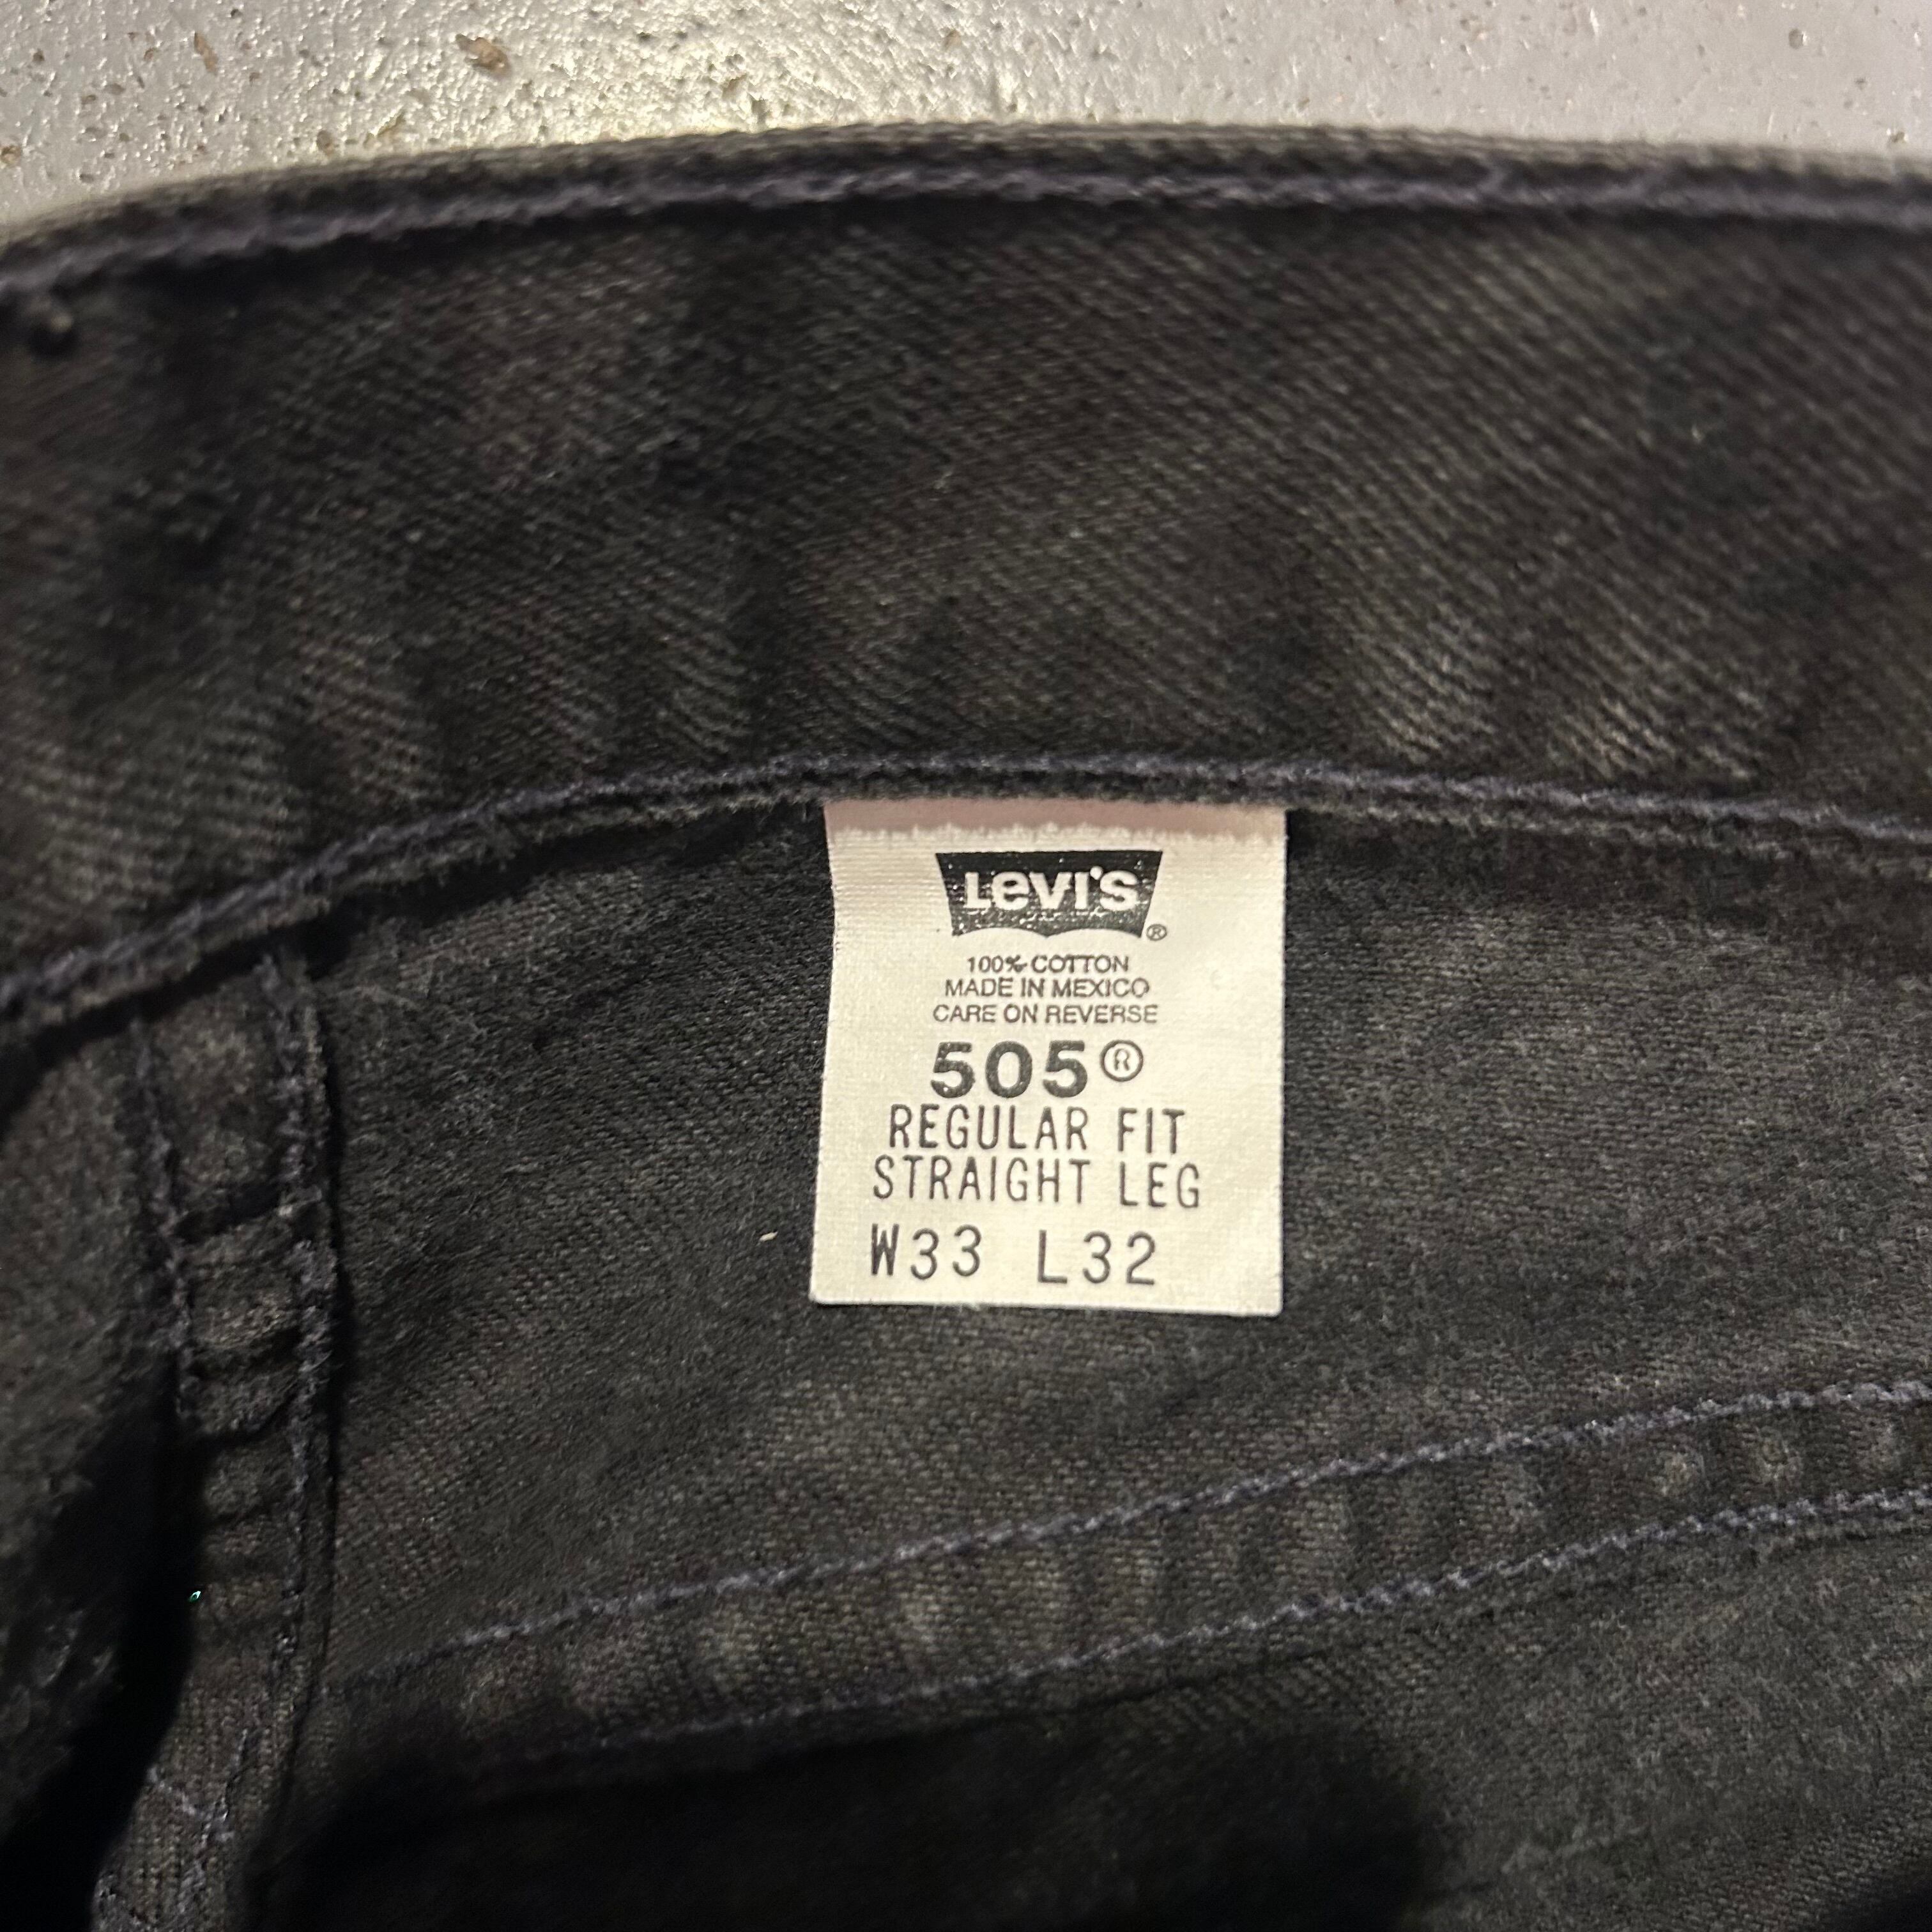 Levi's ®
100% COTTON
MADE IN MEXICO
CARE ON REVERSE
505®
REGULAR FIT
STRAIGHT LEG
W33 L32